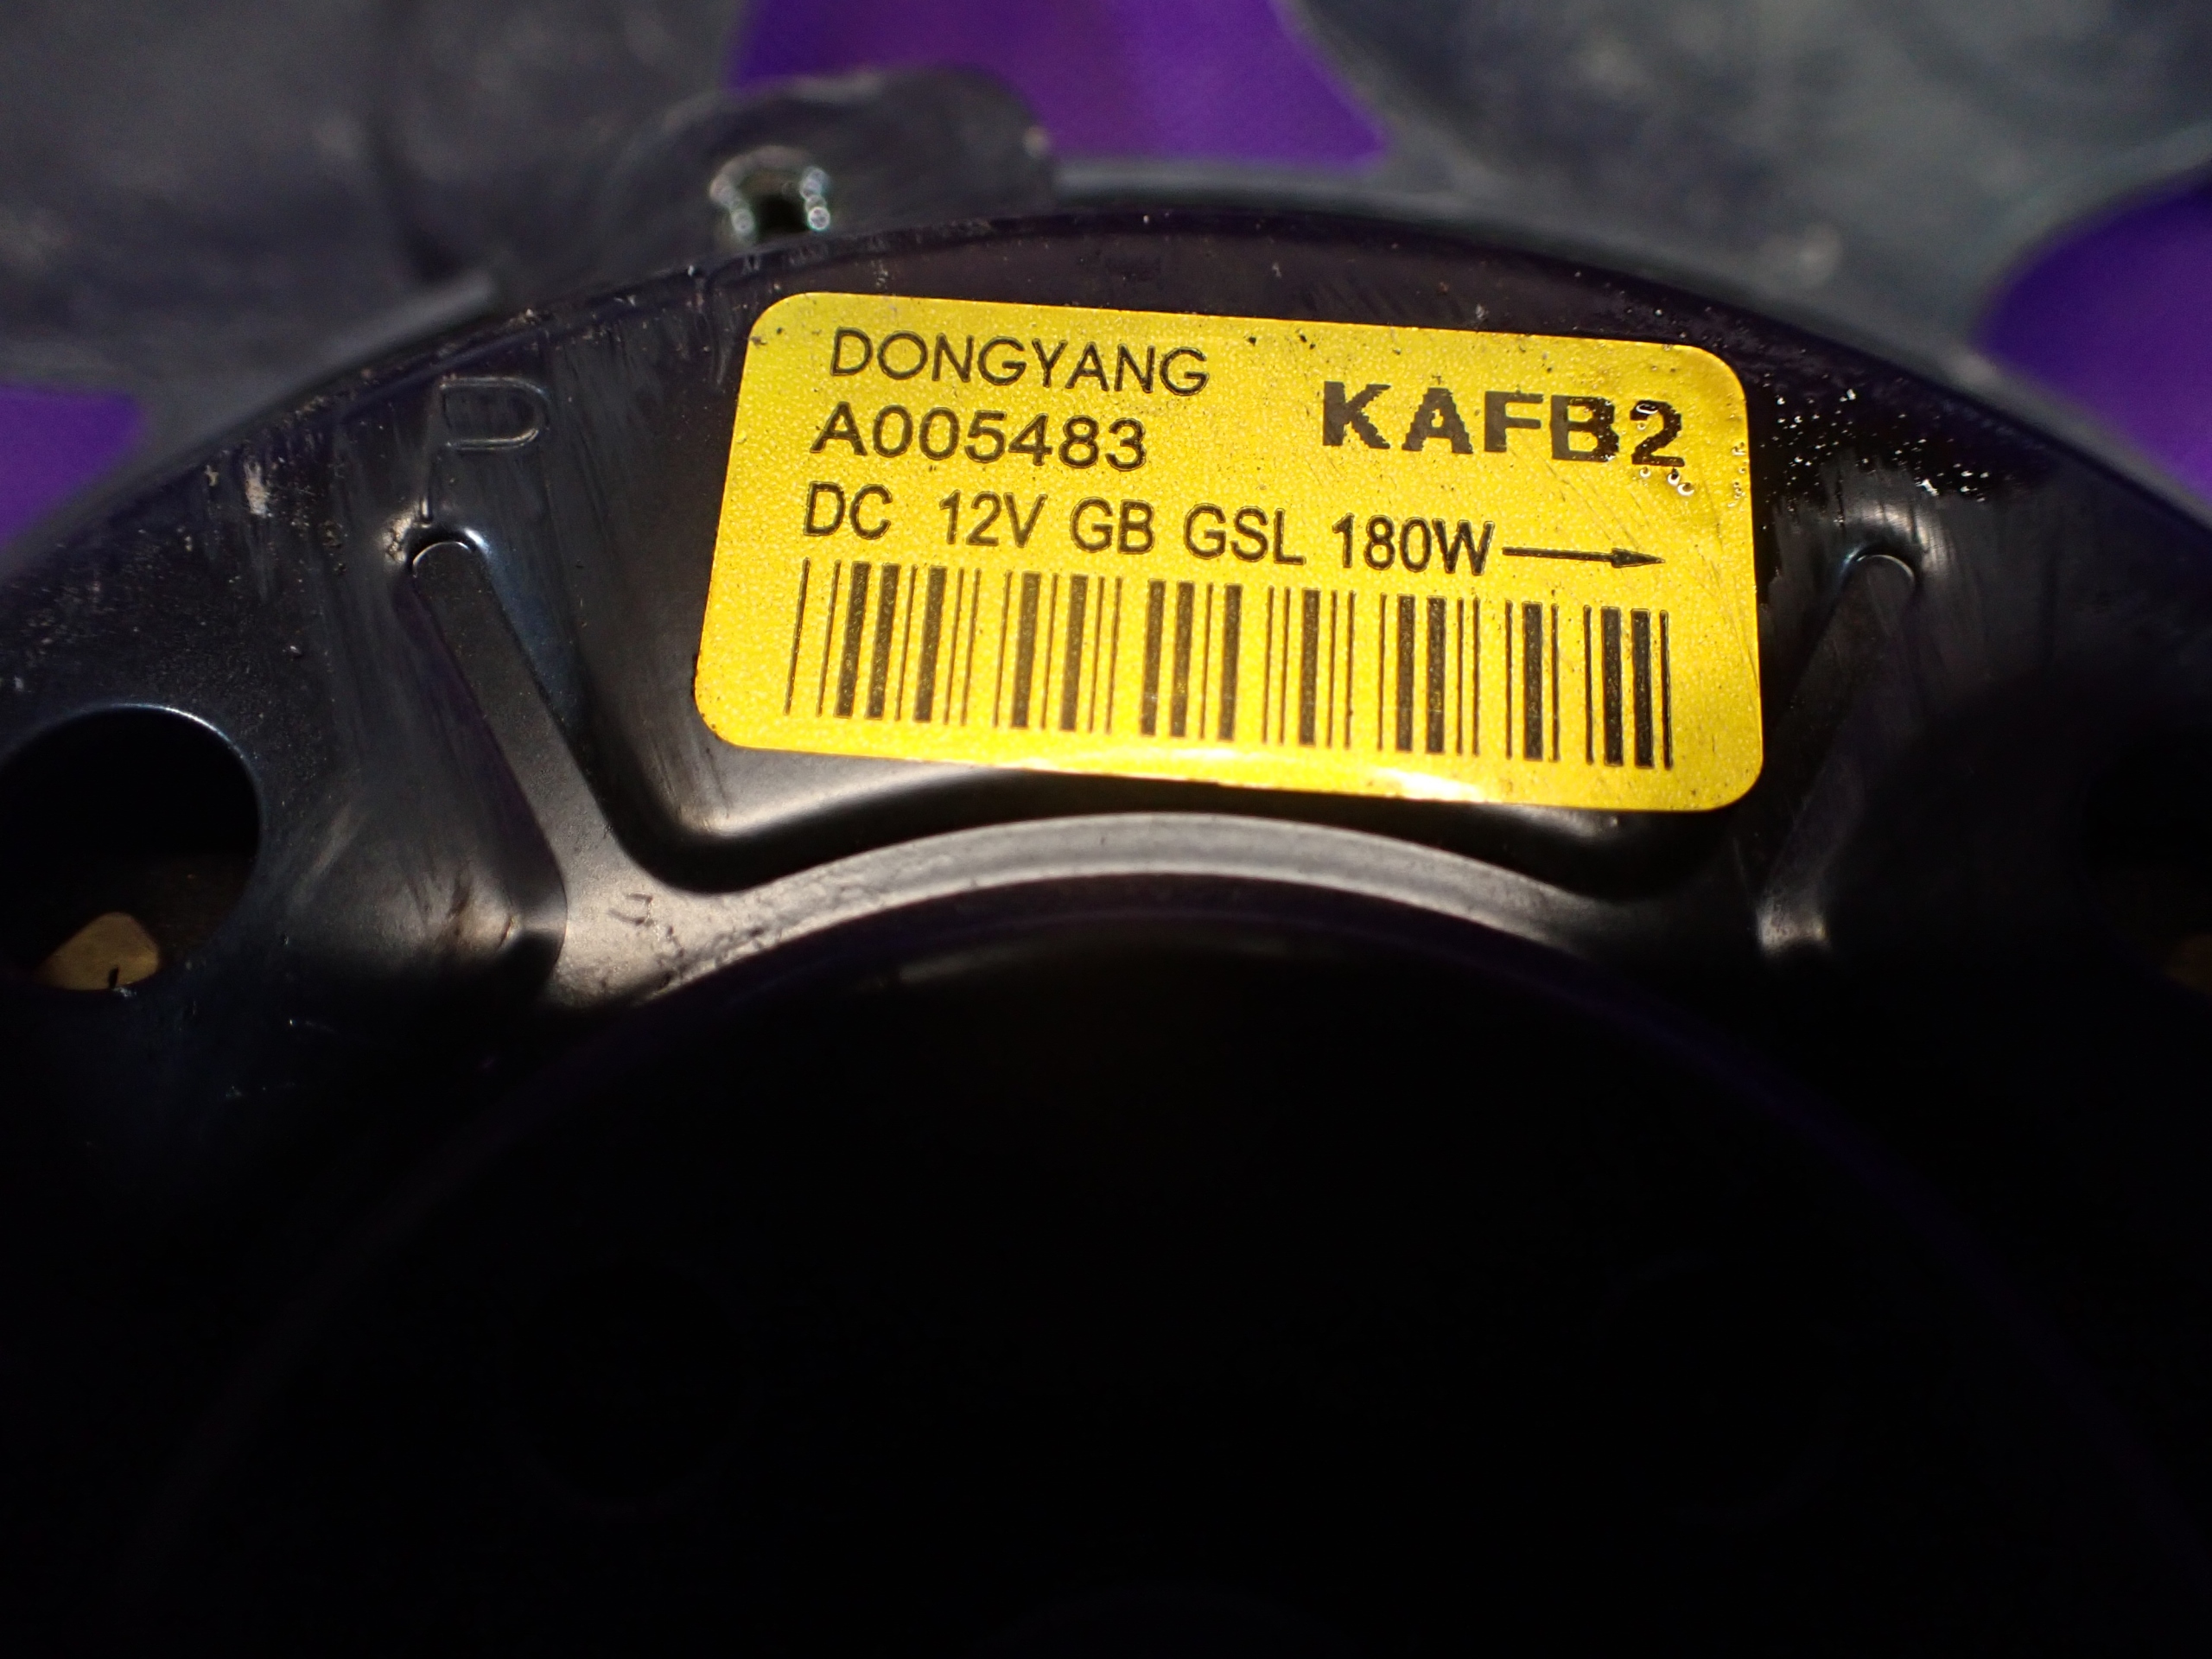 DONGYANG
A005483
KAFB2
DC 12V GB GSL 180W